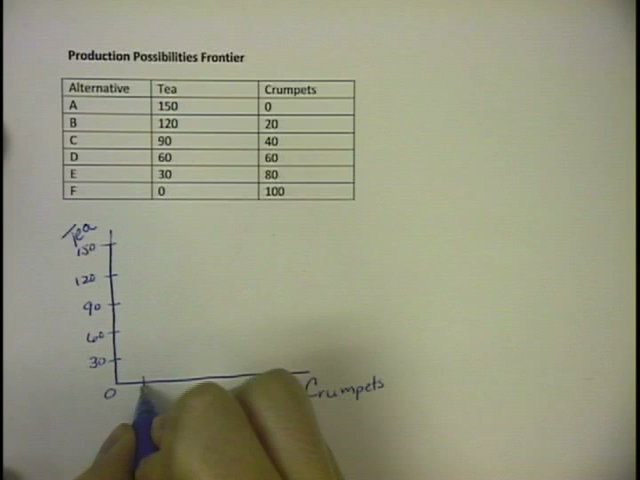 Production Possibilities Frontier
Alternative Tea Crumpets
A 150 0
B 120 20
C 90 40
D 60 60
E 30 80
F 0 100
Tea
150
120
90
60
30
0
Crumpets